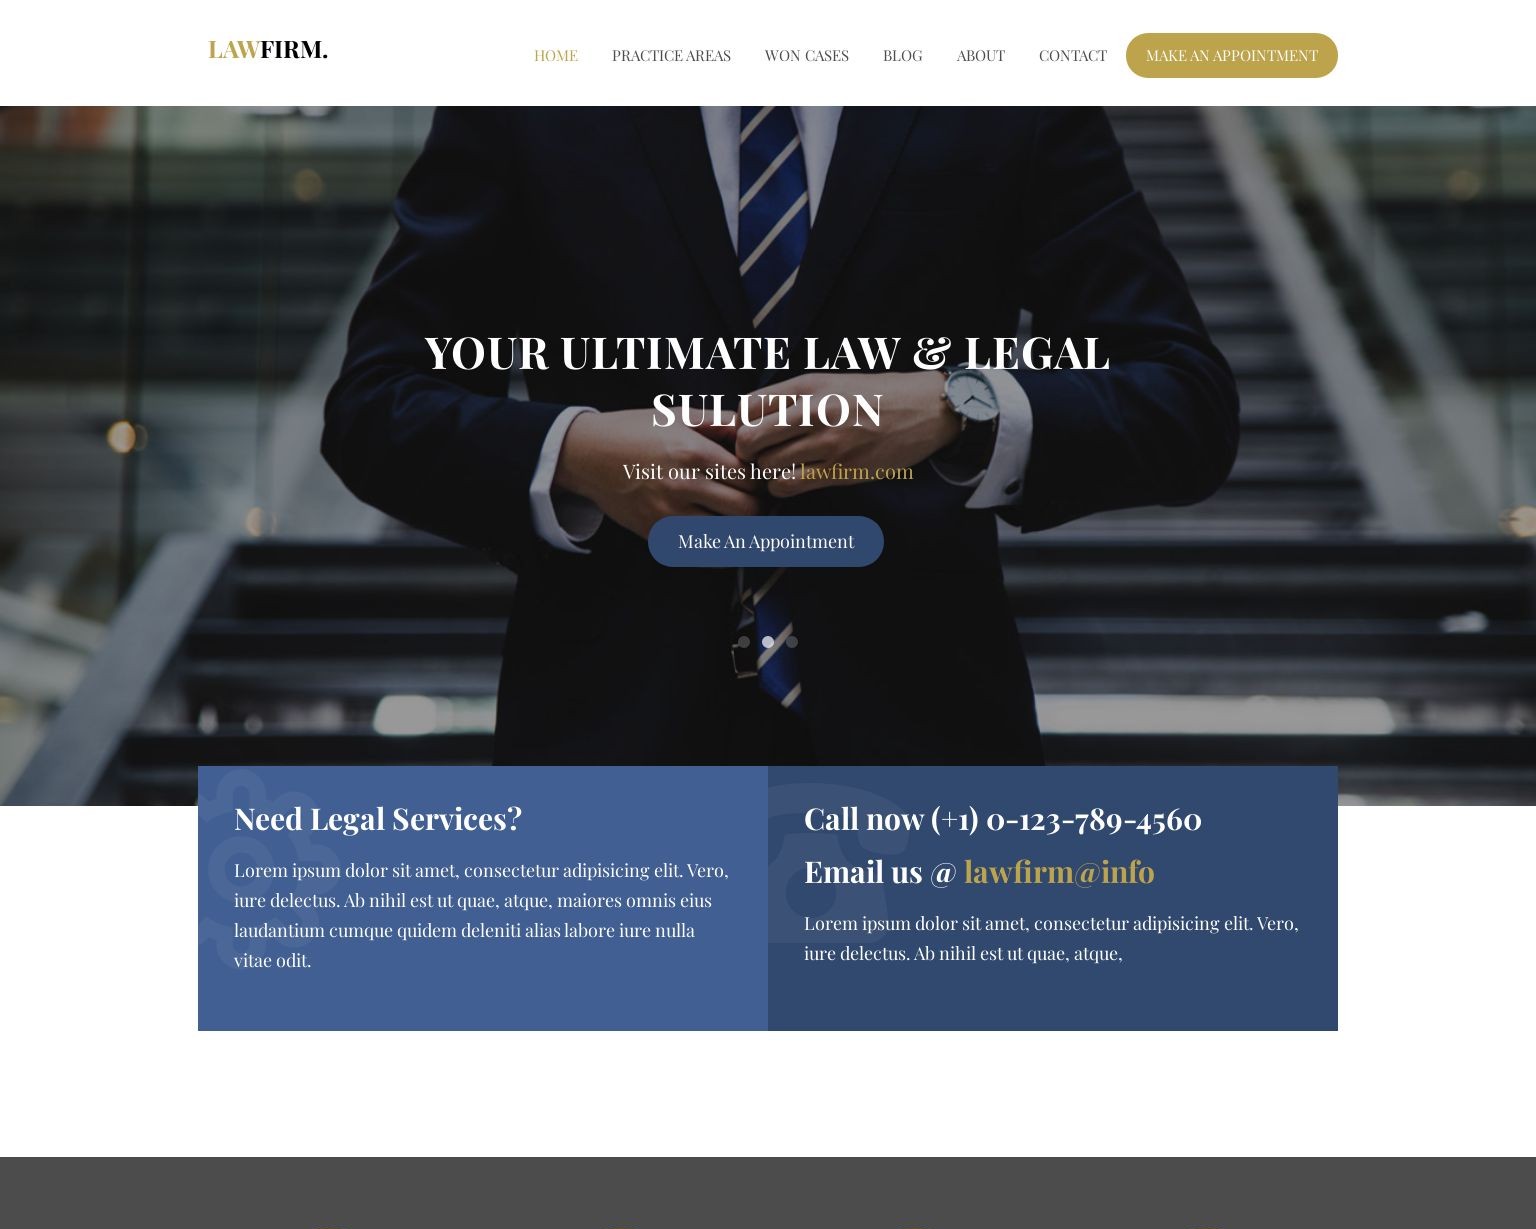 LAWFIRM.
HOME PRACTICE AREAS WON CASES BLOG ABOUT CONTACT MAKE AN APPOINTMENT
YOUR ULTIMATE LAW & LEGAL
SULUTION
Visit our sites here! lawfirm.com
Make An Appointment
Need Legal Services?
Lorem ipsum dolor sit amet, consectetur adipisicing elit. Vero,
iure delectus. Ab nihil est ut quae, atque, maiores omnis eius
laudantium cumque quidem deleniti alias labore iure nulla
vitae odit.
Call now (+1) 0-123-789-4560
Email us @ lawfirm@info
Lorem ipsum dolor sit amet, consectetur adipisicing elit. Vero,
iure delectus. Ab nihil est ut quae, atque,